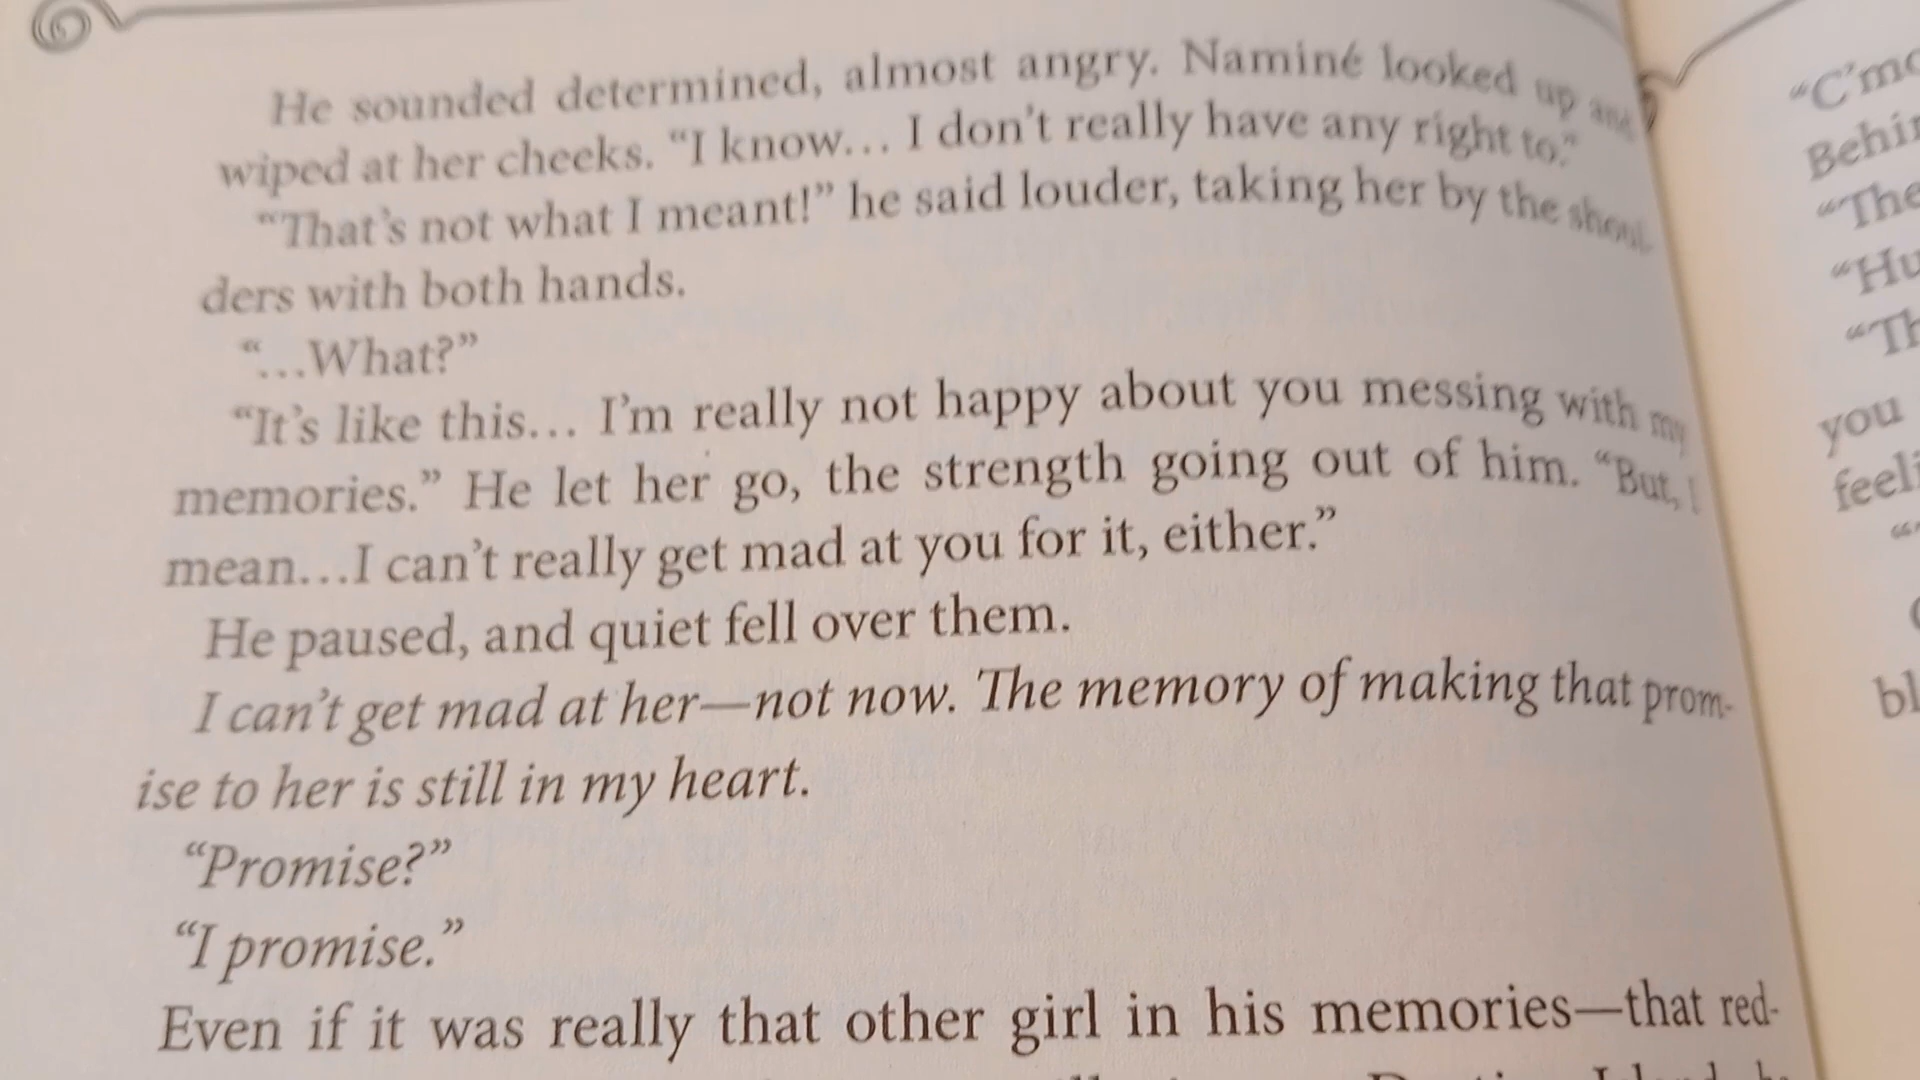 He sounded determined, almost angry. Naminé looked up and
wiped at her cheeks. “I know… I don’t really have any right to.”
“That’s not what I meant!” he said louder, taking her by the shoul-
ders with both hands.
“…What?”
“It’s like this… I’m really not happy about you messing with my
memories.” He let her go, the strength going out of him. “But, I
mean…I can’t really get mad at you for it, either.”
He paused, and quiet fell over them.
I can’t get mad at her—not now. The memory of making that prom-
ise to her is still in my heart.
“Promise?”
“I promise.”
Even if it was really that other girl in his memories—that red-
“C’mo
Behin
“The
“Hu
“Th
you
feeli
bl